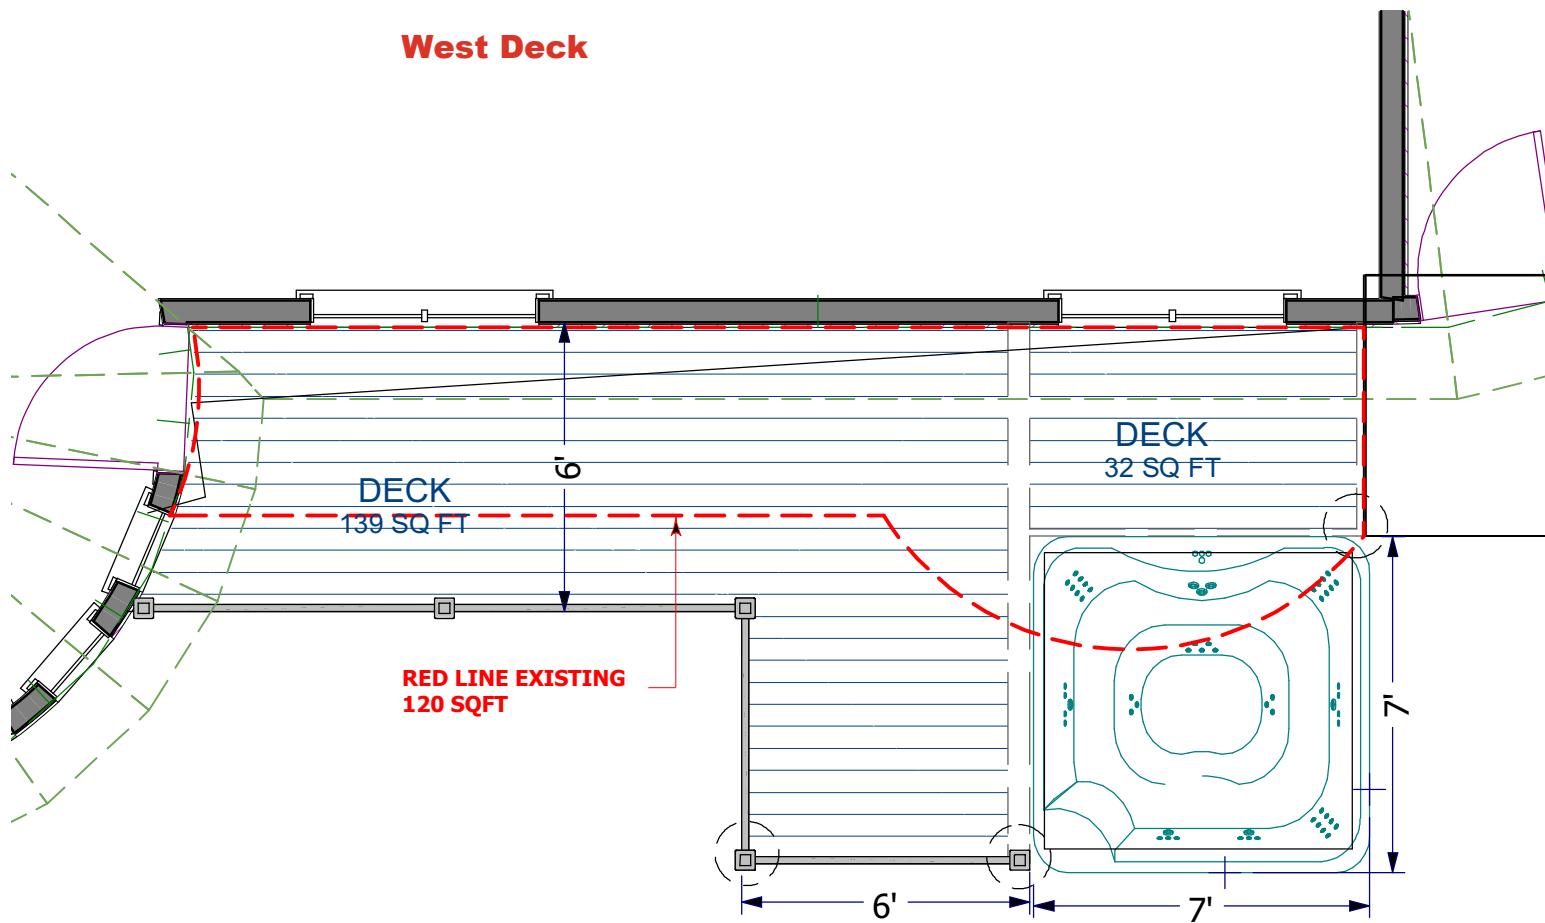 West Deck
DECK
32 SQ FT
6'
DECK
139 SQ FT
RED LINE EXISTING
120 SQFT
7'
6'
7'